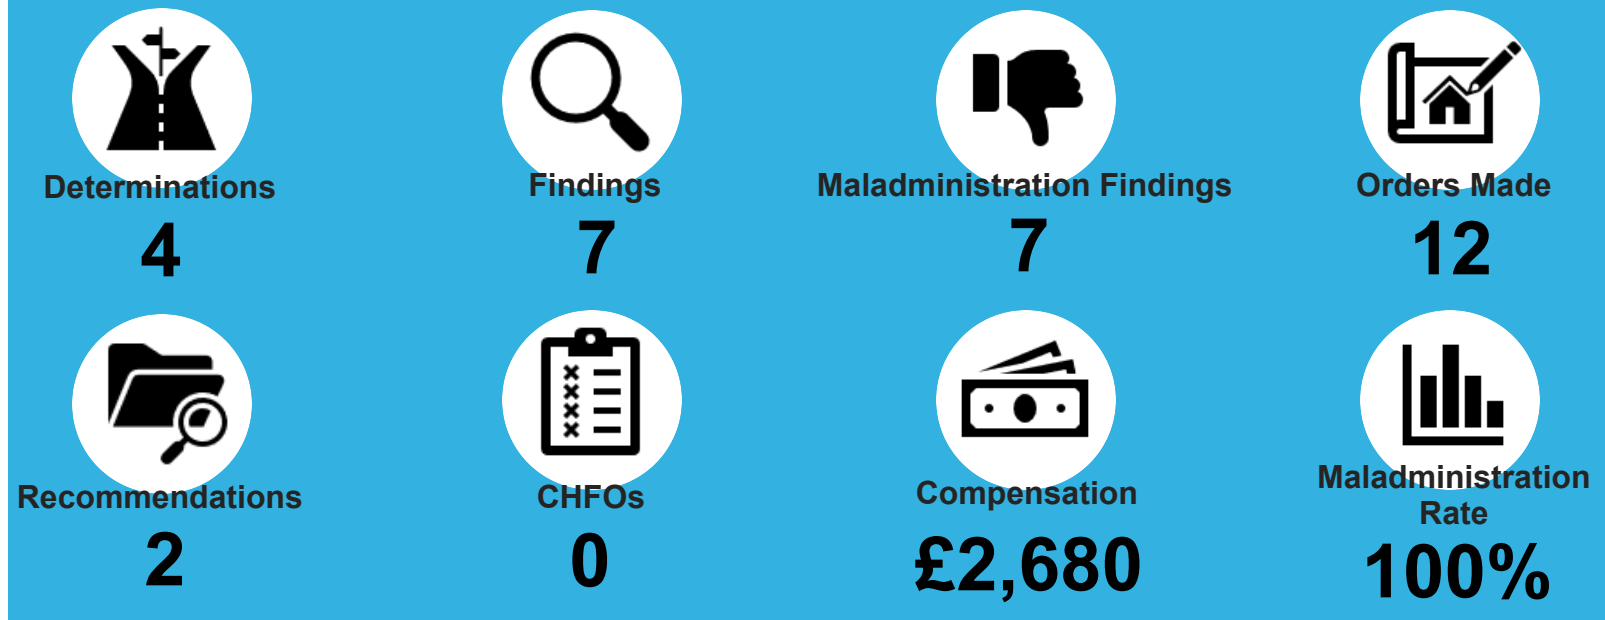 Determinations
4
Findings
7
Maladministration Findings
7
Orders Made
12
Recommendations
2
CHFOs
0
Compensation
£2,680
Maladministration
Rate
100%